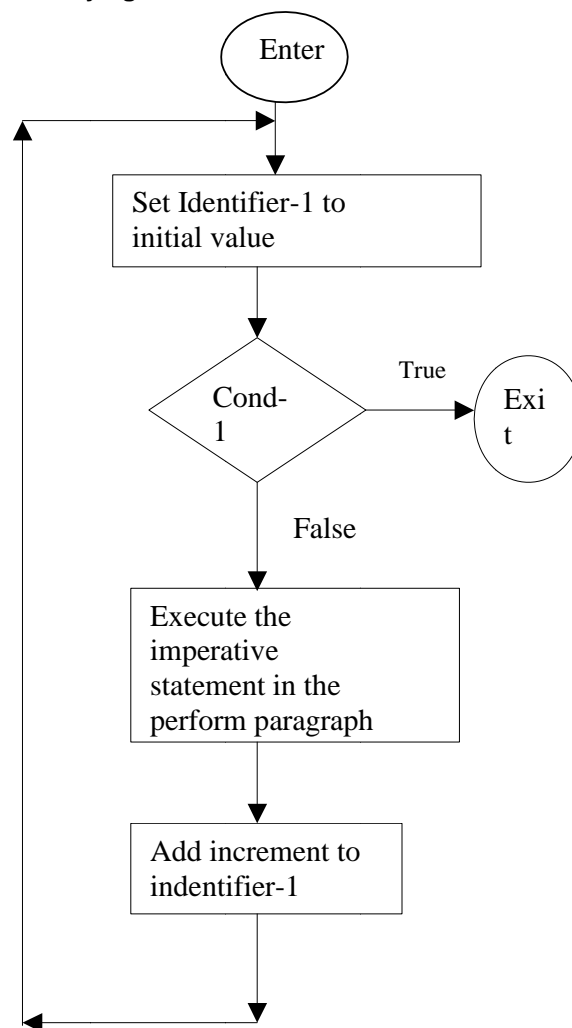 Enter
Set Identifier-1 to
initial value
Cond-
1
True
Exi
t
False
Execute the
imperative
statement in the
perform paragraph
Add increment to
indentifier-1